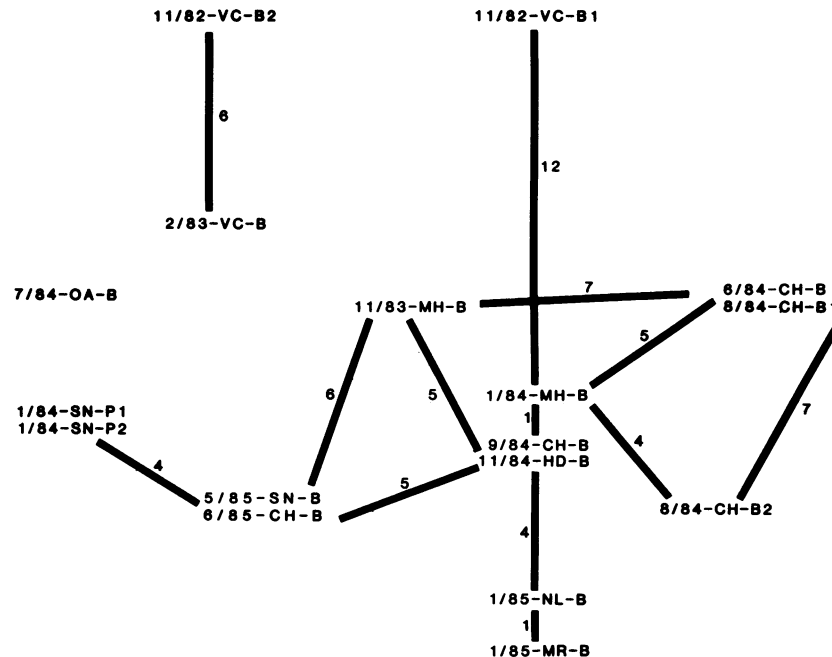 11/82-VC-B2
11/82-VC-B1
6
12
2/83-VC-B
7/84-OA-B
11/83-MH-B
7
6/84-CH-B
8/84-CH-B1
5
6
5
1/84-MH-B
7
1/84-SN-P1
1/84-SN-P2
1
4
4
9/84-CH-B
11/84-HD-B
5
5/85-SN-B
6/85-CH-B
8/84-CH-B2
4
1/85-NL-B
1
1/85-MR-B